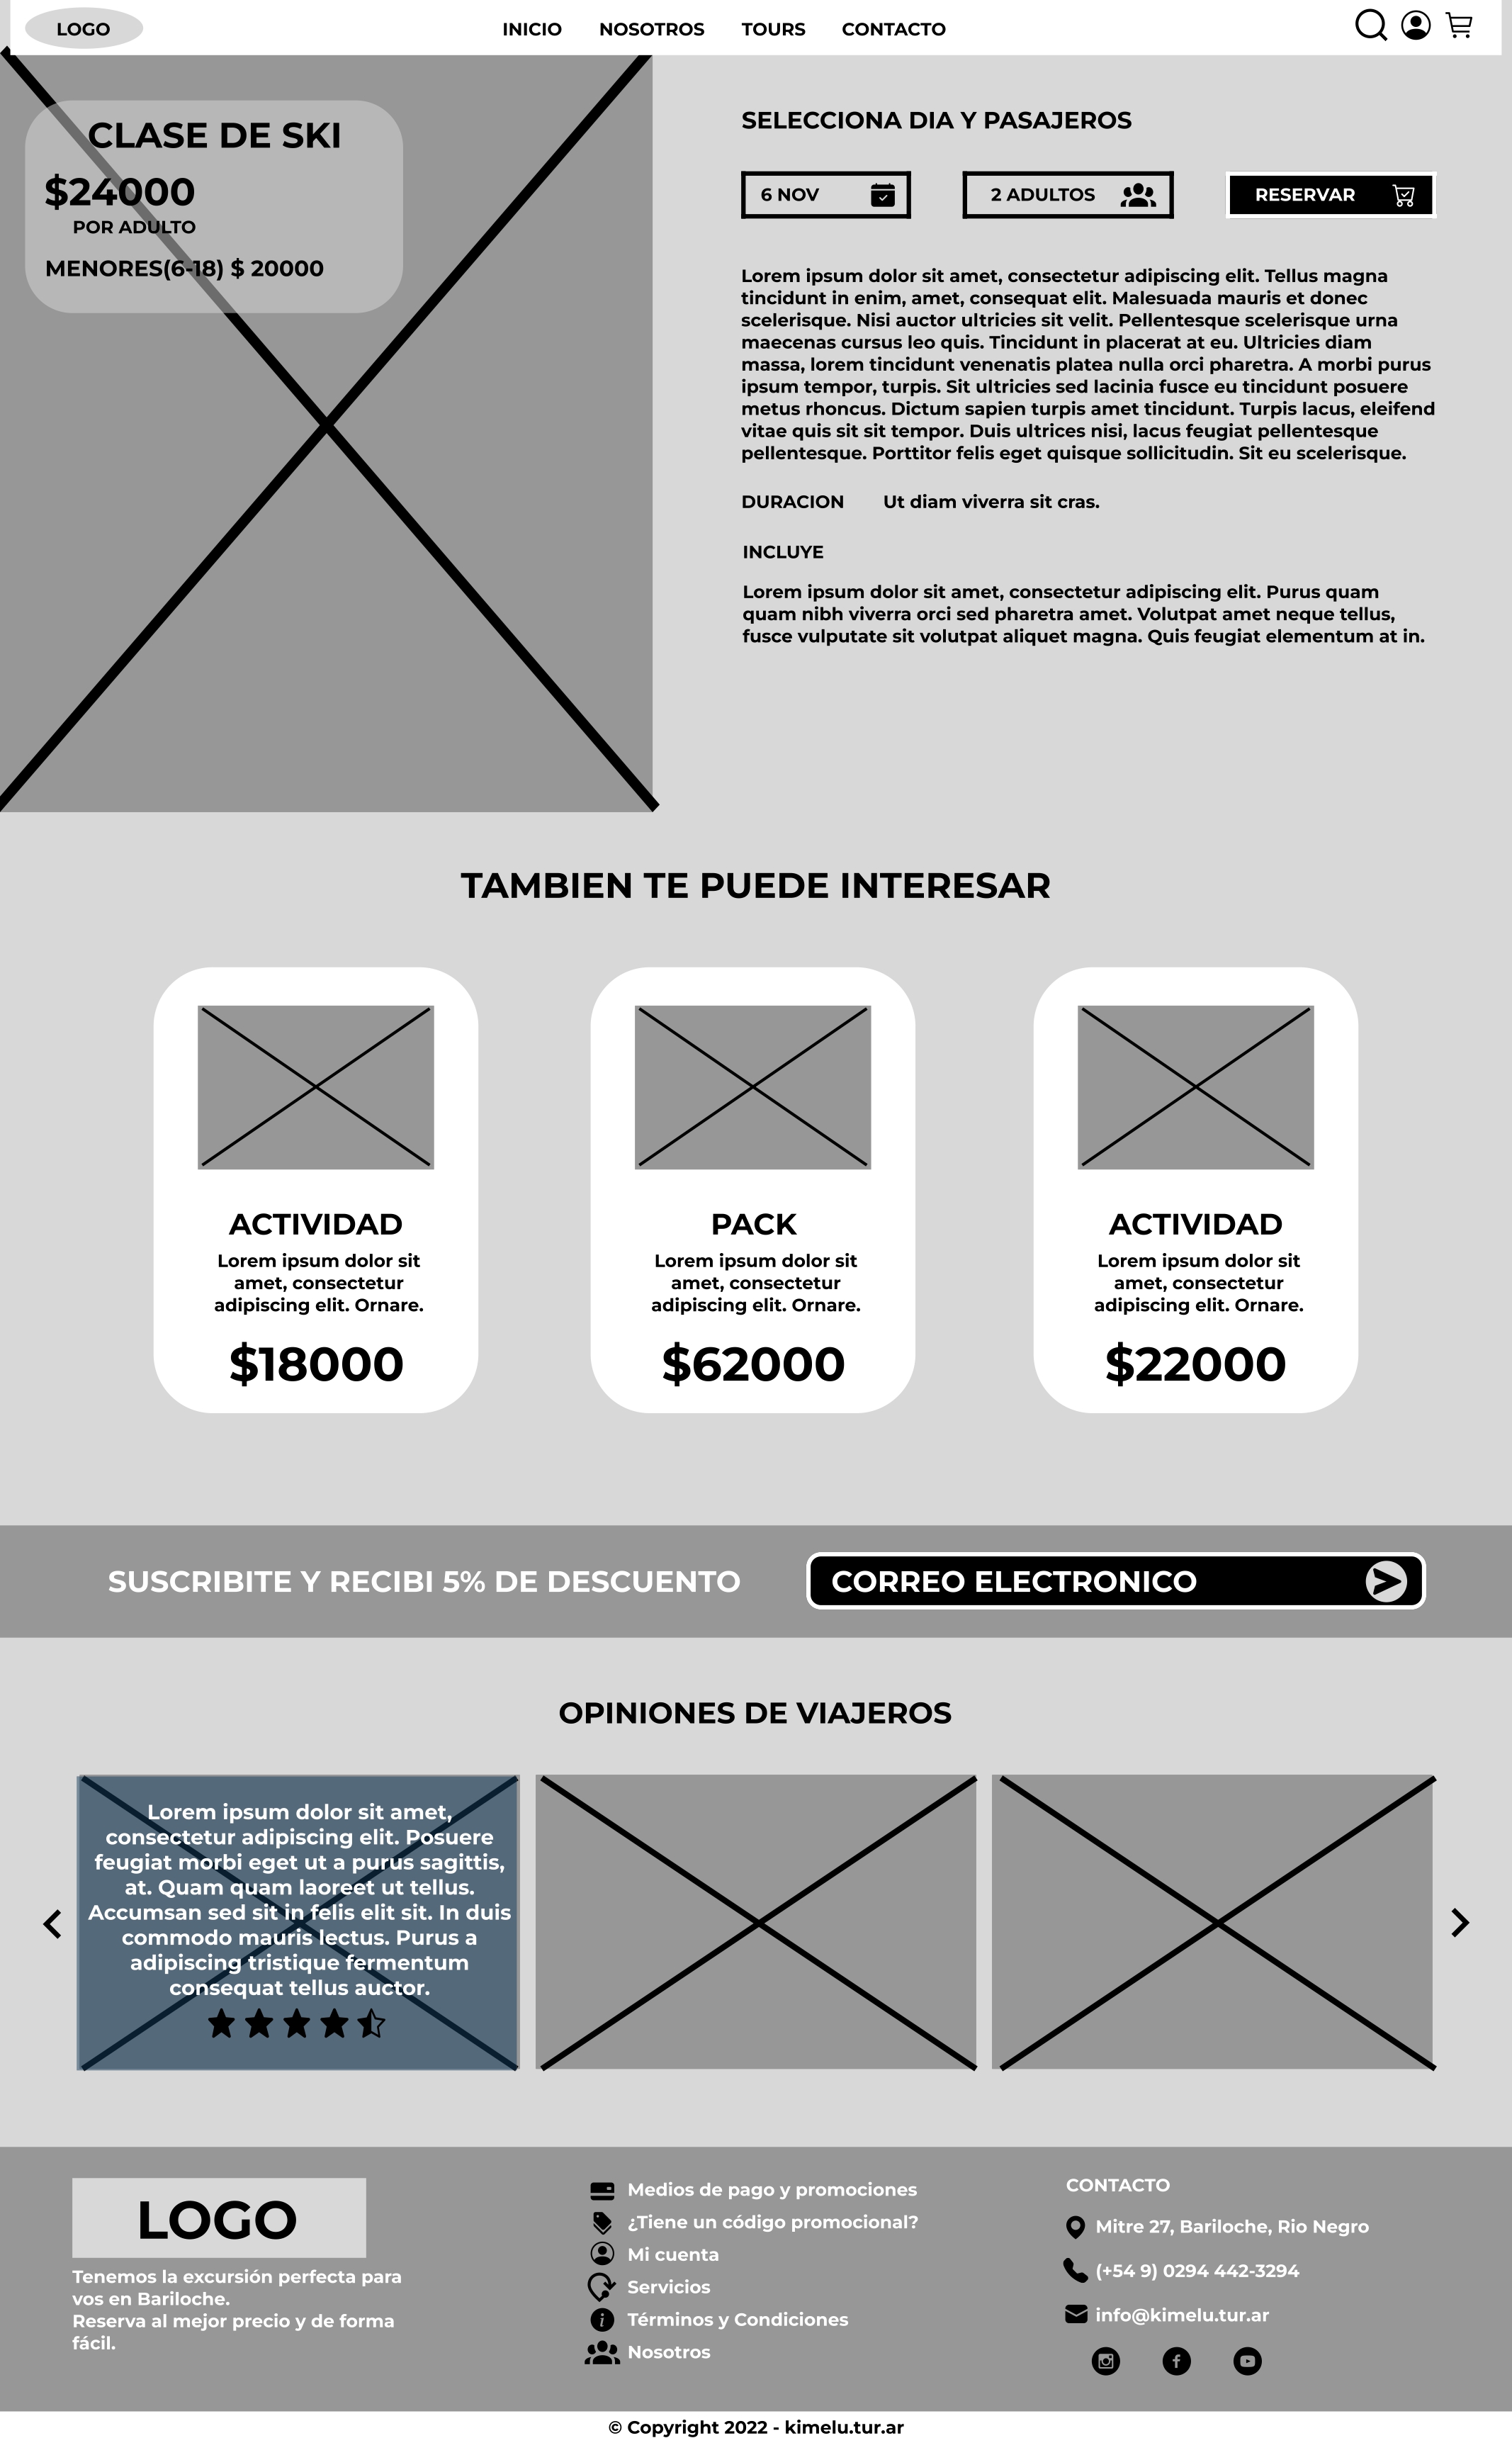 LOGO
INICIO NOSOTROS TOURS CONTACTO
CLASE DE SKI
$24000
POR ADULTO
MENORES(6-18) $ 20000
SELECCIONA DIA Y PASAJEROS
6 NOV
2 ADULTOS
RESERVAR
Lorem ipsum dolor sit amet, consectetur adipiscing elit. Tellus magna
tincidunt in enim, amet, consequat elit. Malesuada mauris et donec
scelerisque. Nisi auctor ultricies sit velit. Pellentesque scelerisque urna
maecenas cursus leo quis. Tincidunt in placerat at eu. Ultricies diam
massa, lorem tincidunt venenatis platea nulla orci pharetra. A morbi purus
ipsum tempor, turpis. Sit ultricies sed lacinia fusce eu tincidunt posuere
metus rhoncus. Dictum sapien turpis amet tincidunt. Turpis lacus, eleifend
vitae quis sit sit tempor. Duis ultrices nisi, lacus feugiat pellentesque
pellentesque. Porttitor felis eget quisque sollicitudin. Sit eu scelerisque.
DURACION Ut diam viverra sit cras.
INCLUYE
Lorem ipsum dolor sit amet, consectetur adipiscing elit. Purus quam
quam nibh viverra orci sed pharetra amet. Volutpat amet neque tellus,
fusce vulputate sit volutpat aliquet magna. Quis feugiat elementum at in.
TAMBIEN TE PUEDE INTERESAR
ACTIVIDAD
Lorem ipsum dolor sit
amet, consectetur
adipiscing elit. Ornare.
$18000
PACK
Lorem ipsum dolor sit
amet, consectetur
adipiscing elit. Ornare.
$62000
ACTIVIDAD
Lorem ipsum dolor sit
amet, consectetur
adipiscing elit. Ornare.
$22000
SUSCRIBITE Y RECIBI 5% DE DESCUENTO
CORREO ELECTRONICO
OPINIONES DE VIAJEROS
Lorem ipsum dolor sit amet,
consectetur adipiscing elit. Posuere
feugiat morbi eget ut a purus sagittis,
at. Quam quam laoreet ut tellus.
Accumsan sed sit in felis elit sit. In duis
commodo mauris lectus. Purus a
adipiscing tristique fermentum
consequat tellus auctor.
LOGO
Tenemos la excursión perfecta para
vos en Bariloche.
Reserva al mejor precio y de forma
fácil.
Medios de pago y promociones
¿Tiene un código promocional?
Mi cuenta
Servicios
Términos y Condiciones
Nosotros
CONTACTO
Mitre 27, Bariloche, Rio Negro
(+54 9) 0294 442-3294
info@kimelu.tur.ar
© Copyright 2022 - kimelu.tur.ar